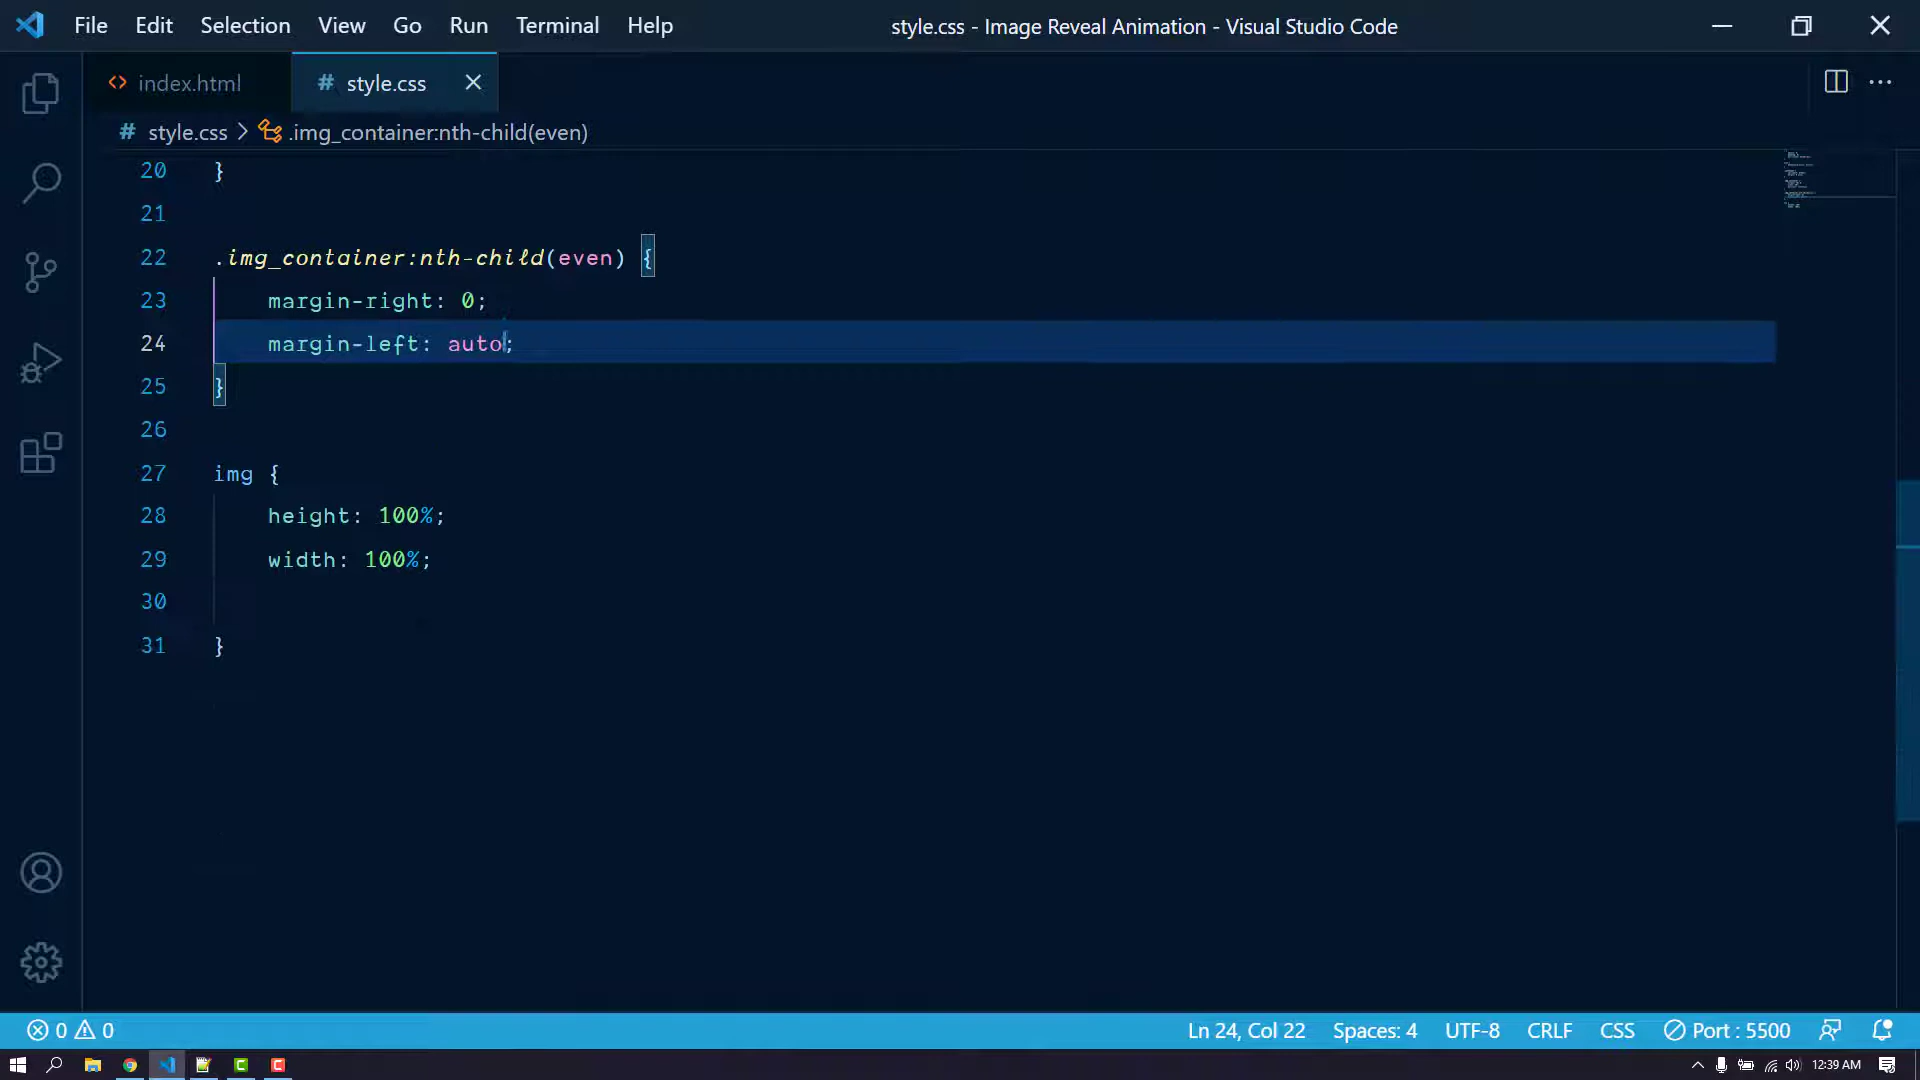 File Edit Selection View Go Run Terminal Help style.css - Image Reveal Animation - Visual Studio Code
<> index.html # style.css
# style.css > .img_container:nth-child(even)
20 }
21
22 .img_container:nth-child(even) {
23 margin-right: 0;
24 margin-left: auto;
25 }
26
27 img {
28 height: 100%;
29 width: 100%;
30
31 }
0 0 Ln 24, Col 22 Spaces: 4 UTF-8 CRLF CSS Port : 5500
12:39 AM